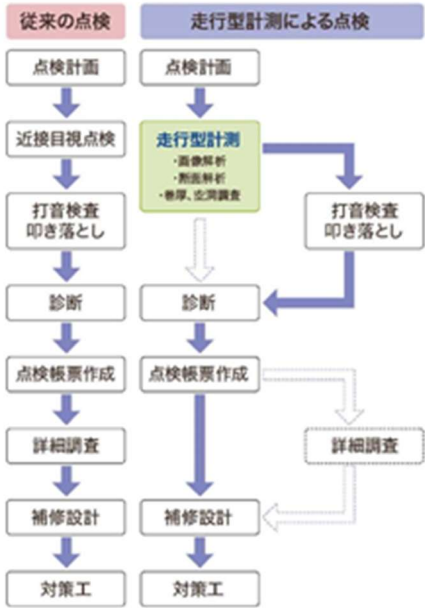 従来の点検
点検計画
近接目視点検
打音検査
叩き落とし
診断
点検帳票作成
詳細調査
補修設計
対策工
走行型計測による点検
点検計画
走行型計測
・画像解析
・断面解析
・巻厚、空洞調査
打音検査
叩き落とし
診断
点検帳票作成
詳細調査
補修設計
対策工